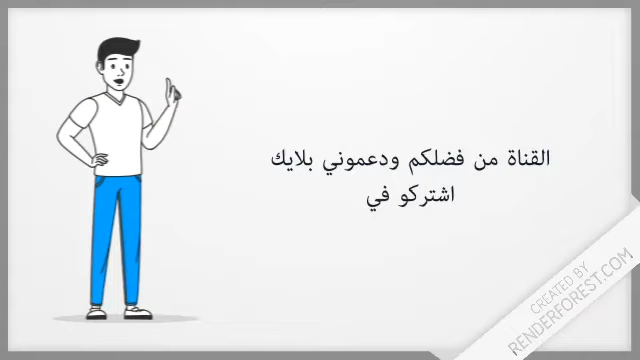 القناة من فضلكم ودعموني بلايك
اشتركو في
CREATED BY
RENDERFOREST.COM